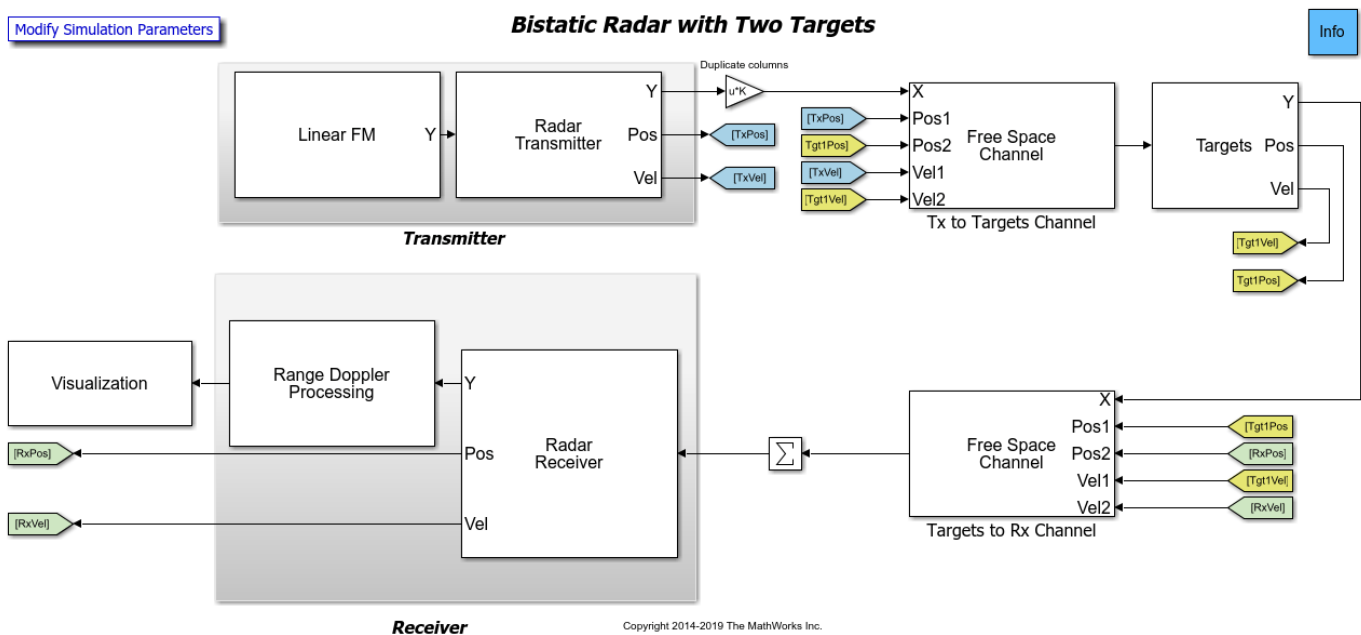 Modify Simulation Parameters
Bistatic Radar with Two Targets
Info
Duplicate columns
Linear FM
Y
Radar
Transmitter
Y
Pos
Vel
u*K
[TxPos]
[TxVel]
[TxPos]
Tgt1Pos]
[TxVel]
[Tgt1Vel]
X
Pos1
Pos2
Vel1
Vel2
Free Space
Channel
Tx to Targets Channel
Targets
Y
Pos
Vel
[Tgt1Vel]
Tgt1Pos]
Transmitter
Visualization
[RxPos]
[RxVel]
Range Doppler
Processing
Y
Pos
Vel
Radar
Receiver
∑
Free Space
Channel
X
Pos1
Pos2
Vel1
Vel2
[Tgt1Pos
[RxPos]
[Tgt1Vel]
[RxVel]
Targets to Rx Channel
Receiver
Copyright 2014-2019 The MathWorks Inc.